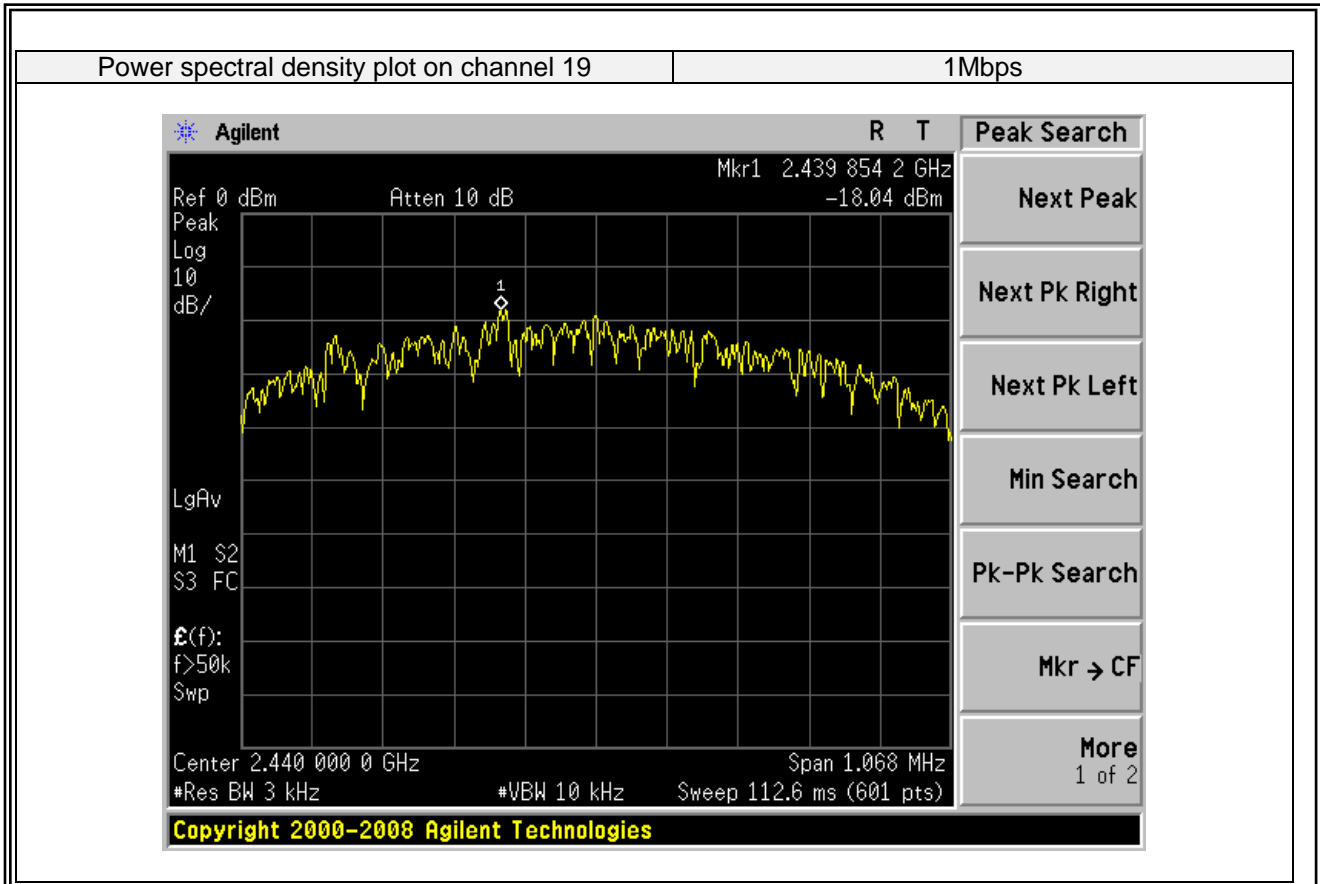 Power spectral density plot on channel 19 1Mbps
Agilent R T Peak Search
Mkr1 2.439 854 2 GHz
Ref 0 dBm Atten 10 dB -18.04 dBm
Peak
Log
10
dB/
1
LgAv
M1 S2
S3 FC
£(f):
f>50k
Swp
Center 2.440 000 0 GHz Span 1.068 MHz
#Res BW 3 kHz #VBW 10 kHz Sweep 112.6 ms (601 pts)
Copyright 2000-2008 Agilent Technologies
Next Peak
Next Pk Right
Next Pk Left
Min Search
Pk-Pk Search
Mkr → CF
More
1 of 2